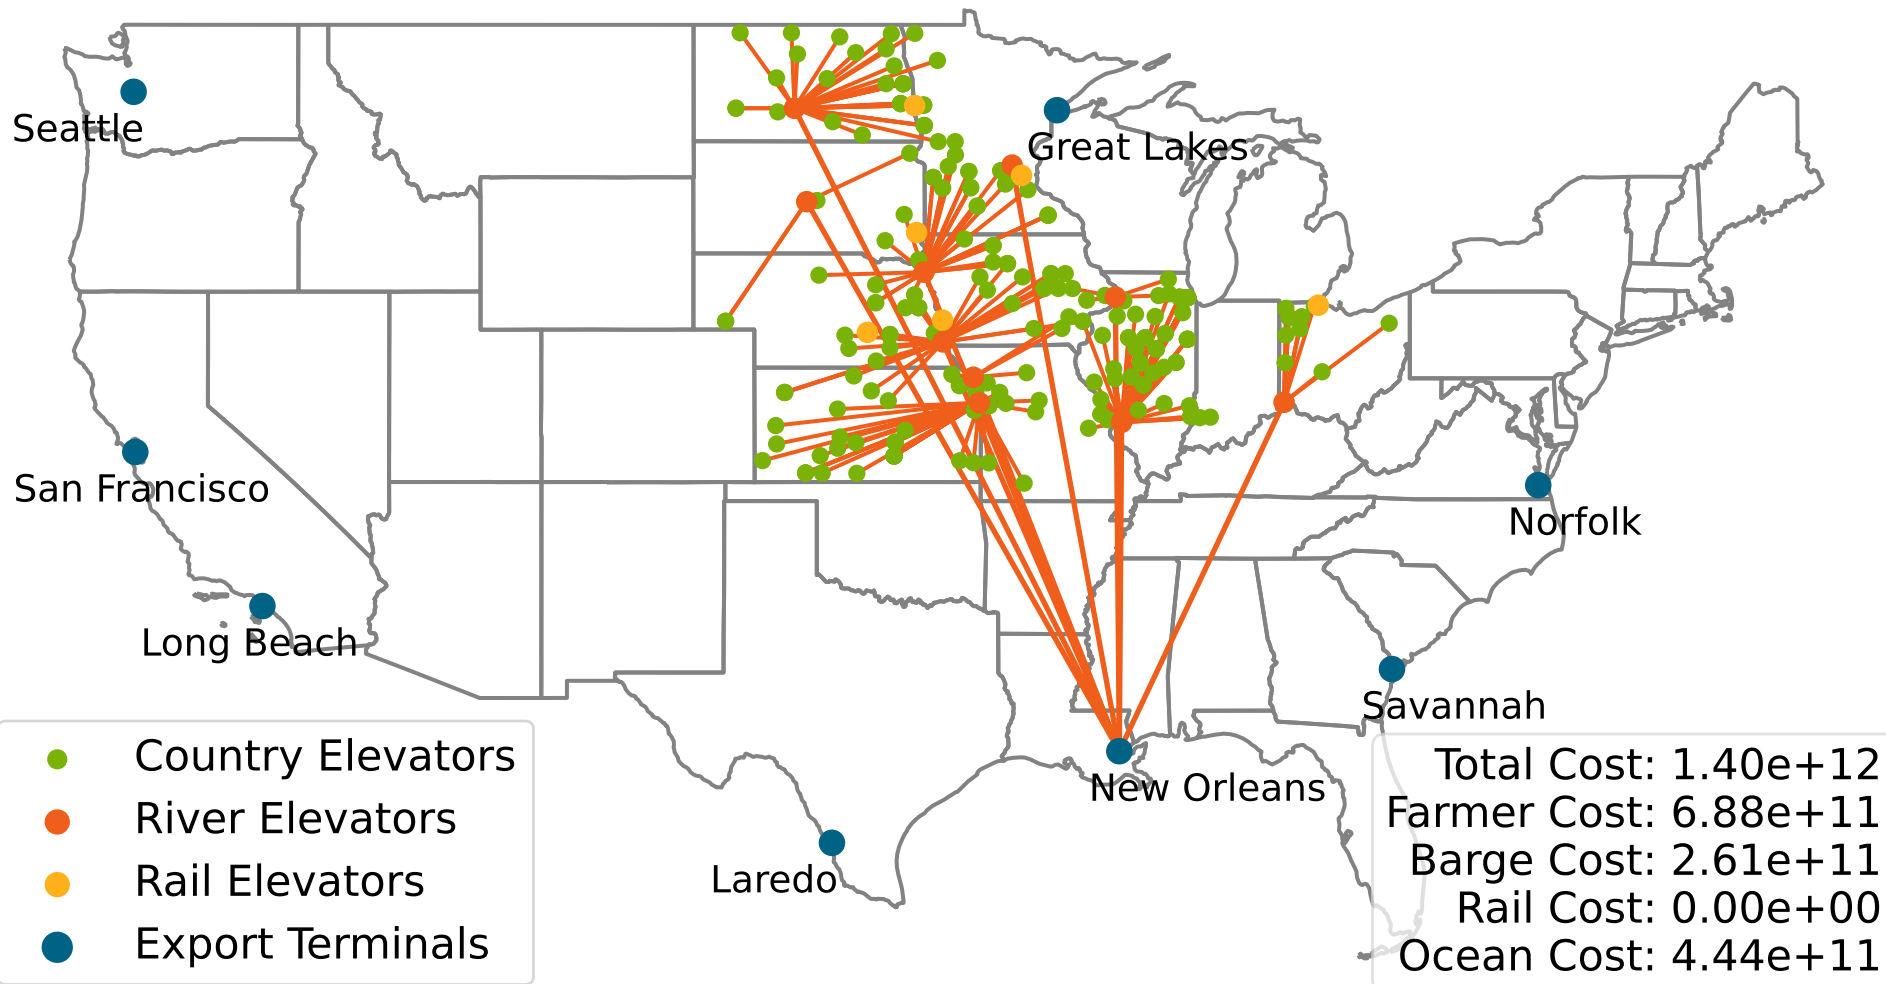 Seattle
Great Lakes
San Francisco
Norfolk
Long Beach
Savannah
New Orleans
Laredo
Country Elevators
River Elevators
Rail Elevators
Export Terminals
Total Cost: 1.40e+12
Farmer Cost: 6.88e+11
Barge Cost: 2.61e+11
Rail Cost: 0.00e+00
Ocean Cost: 4.44e+11